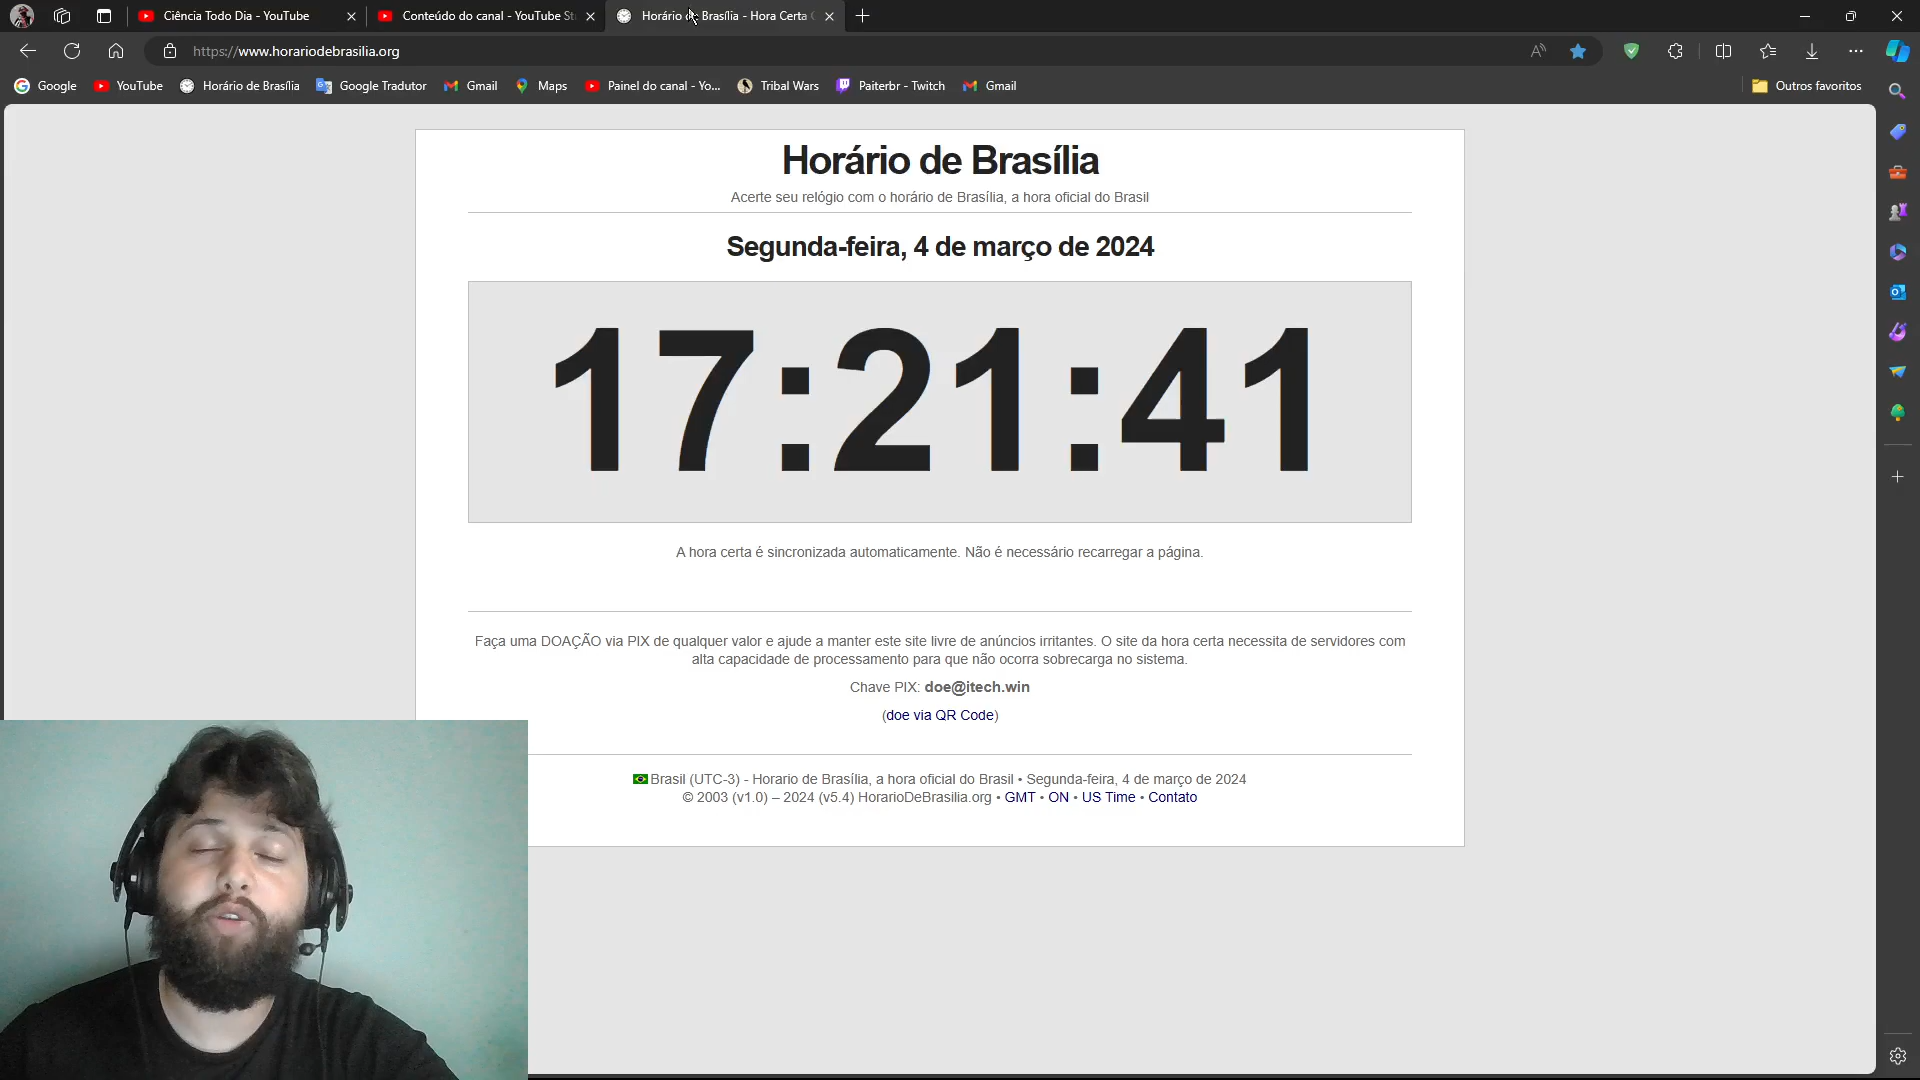 Ciência Todo Dia - YouTube
Conteúdo do canal - YouTube St
Horário de Brasília - Hora Certa
https://www.horariodebrasilia.org
Google
YouTube
Horário de Brasília
Google Tradutor
Gmail
Maps
Painel do canal - Yo...
Tribal Wars
Paiterbr - Twitch
Gmail
Outros favoritos
Horário de Brasília
Acerte seu relógio com o horário de Brasília, a hora oficial do Brasil
Segunda-feira, 4 de março de 2024
17:21:41
A hora certa é sincronizada automaticamente. Não é necessário recarregar a página.
Faça uma DOAÇÃO via PIX de qualquer valor e ajude a manter este site livre de anúncios irritantes. O site da hora certa necessita de servidores com
alta capacidade de processamento para que não ocorra sobrecarga no sistema.
Chave PIX: doe@itech.win
(doe via QR Code)
Brasil (UTC-3) - Horario de Brasília, a hora oficial do Brasil • Segunda-feira, 4 de março de 2024
© 2003 (v1.0) – 2024 (v5.4) HorarioDeBrasilia.org • GMT • ON • US Time • Contato